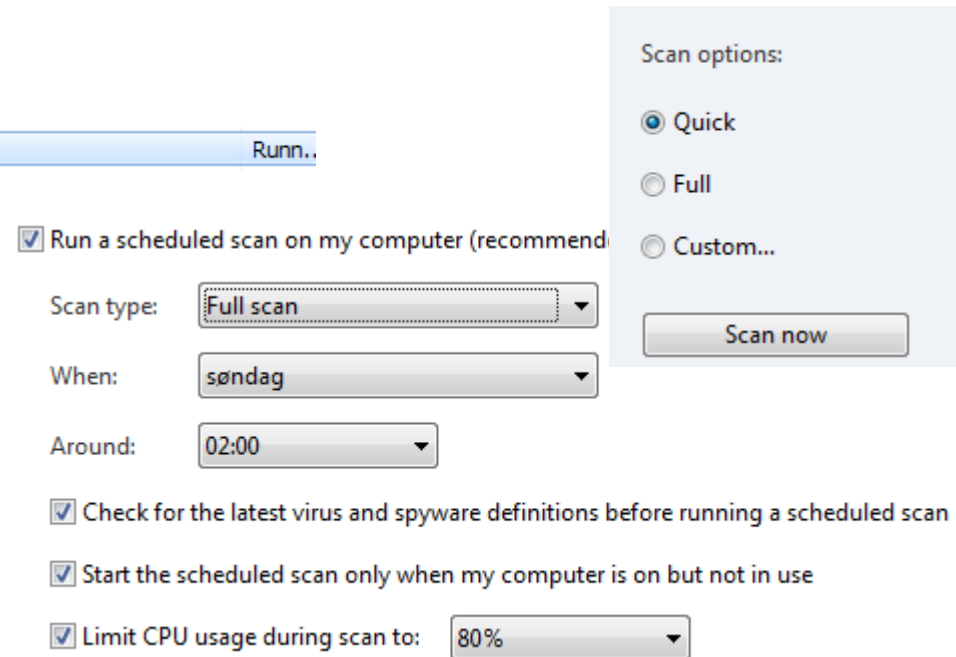 Scan options:
Quick
Full
Custom...
Scan now
Runn..
Run a scheduled scan on my computer
Scan type: Full scan
When: søndag
Around: 02:00
Check for the latest virus and spyware definitions before running a scheduled scan
Start the scheduled scan only when my computer is on but not in use
Limit CPU usage during scan to: 80%